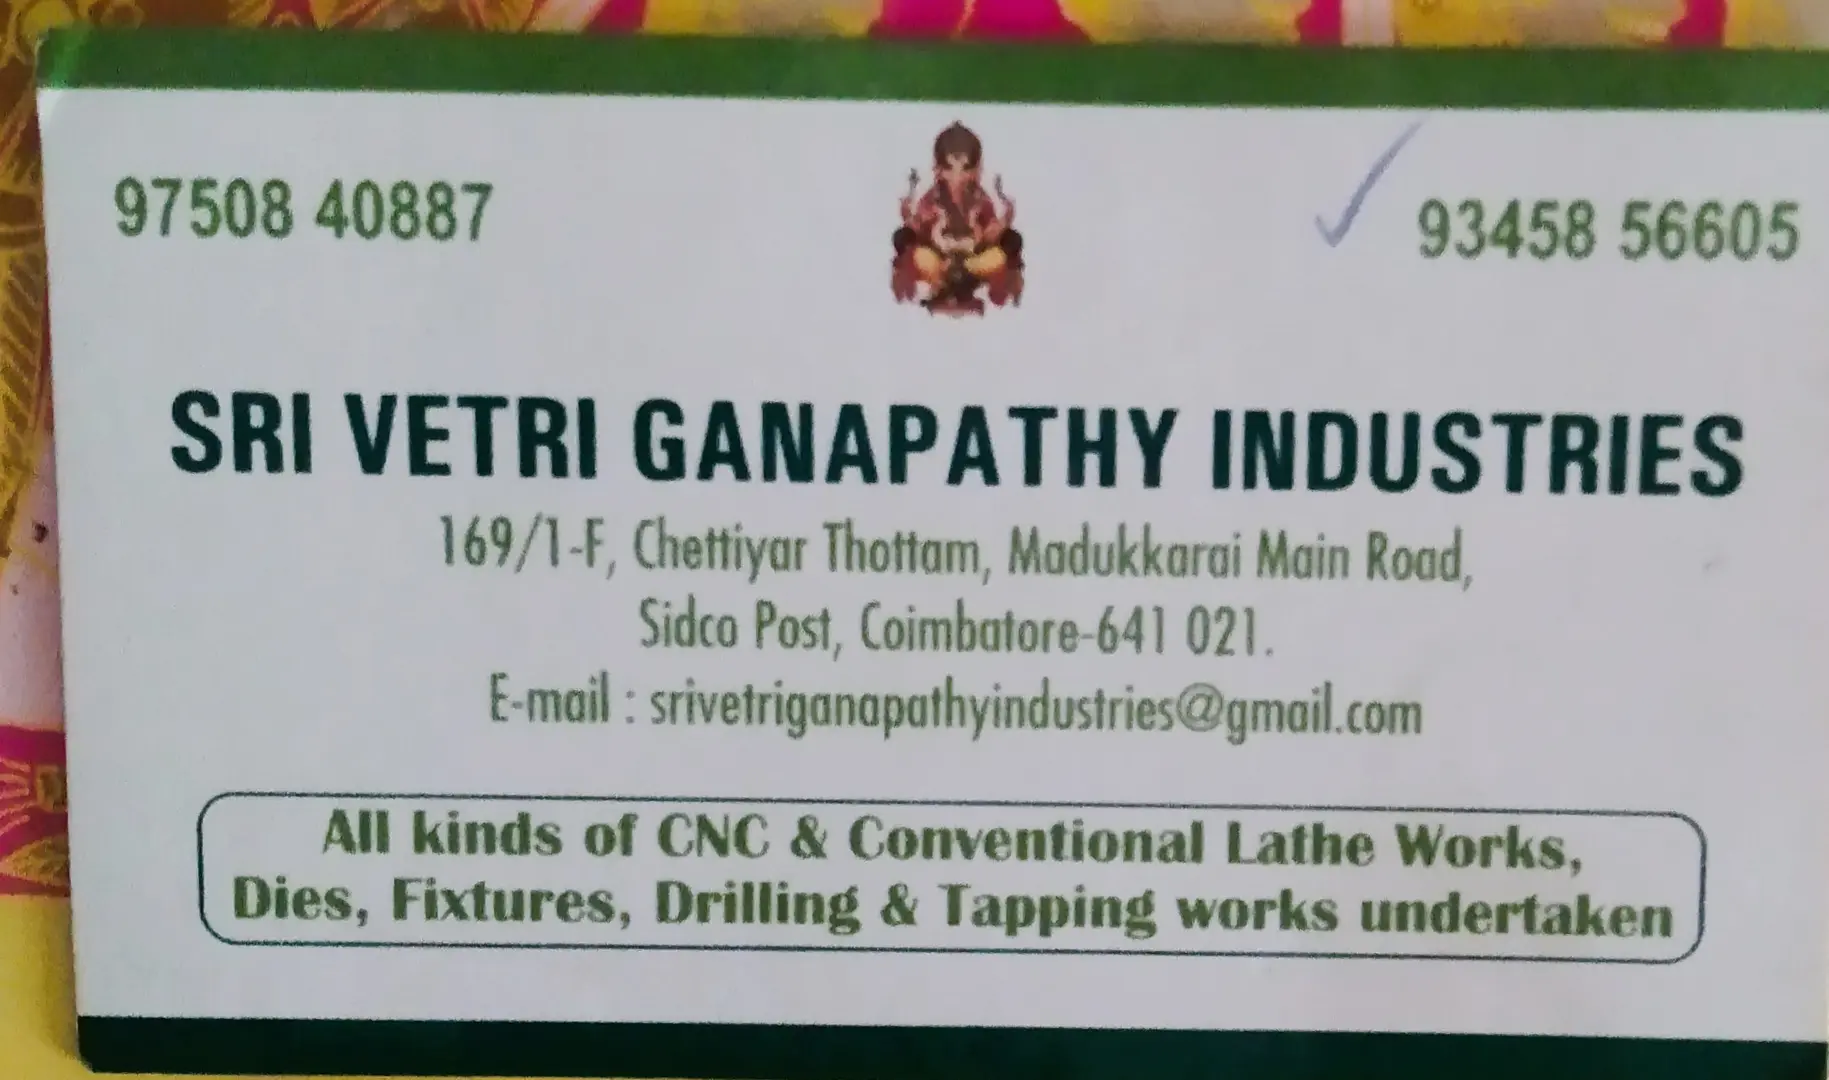 97508 40887 93458 56605
SRI VETRI GANAPATHY INDUSTRIES
169/1-F, Chettiyar Thottam, Madukkarai Main Road,
Sidco Post, Coimbatore-641 021.
E-mail : srivetriganapathyindustries@gmail.com
All kinds of CNC & Conventional Lathe Works,
Dies, Fixtures, Drilling & Tapping works undertaken